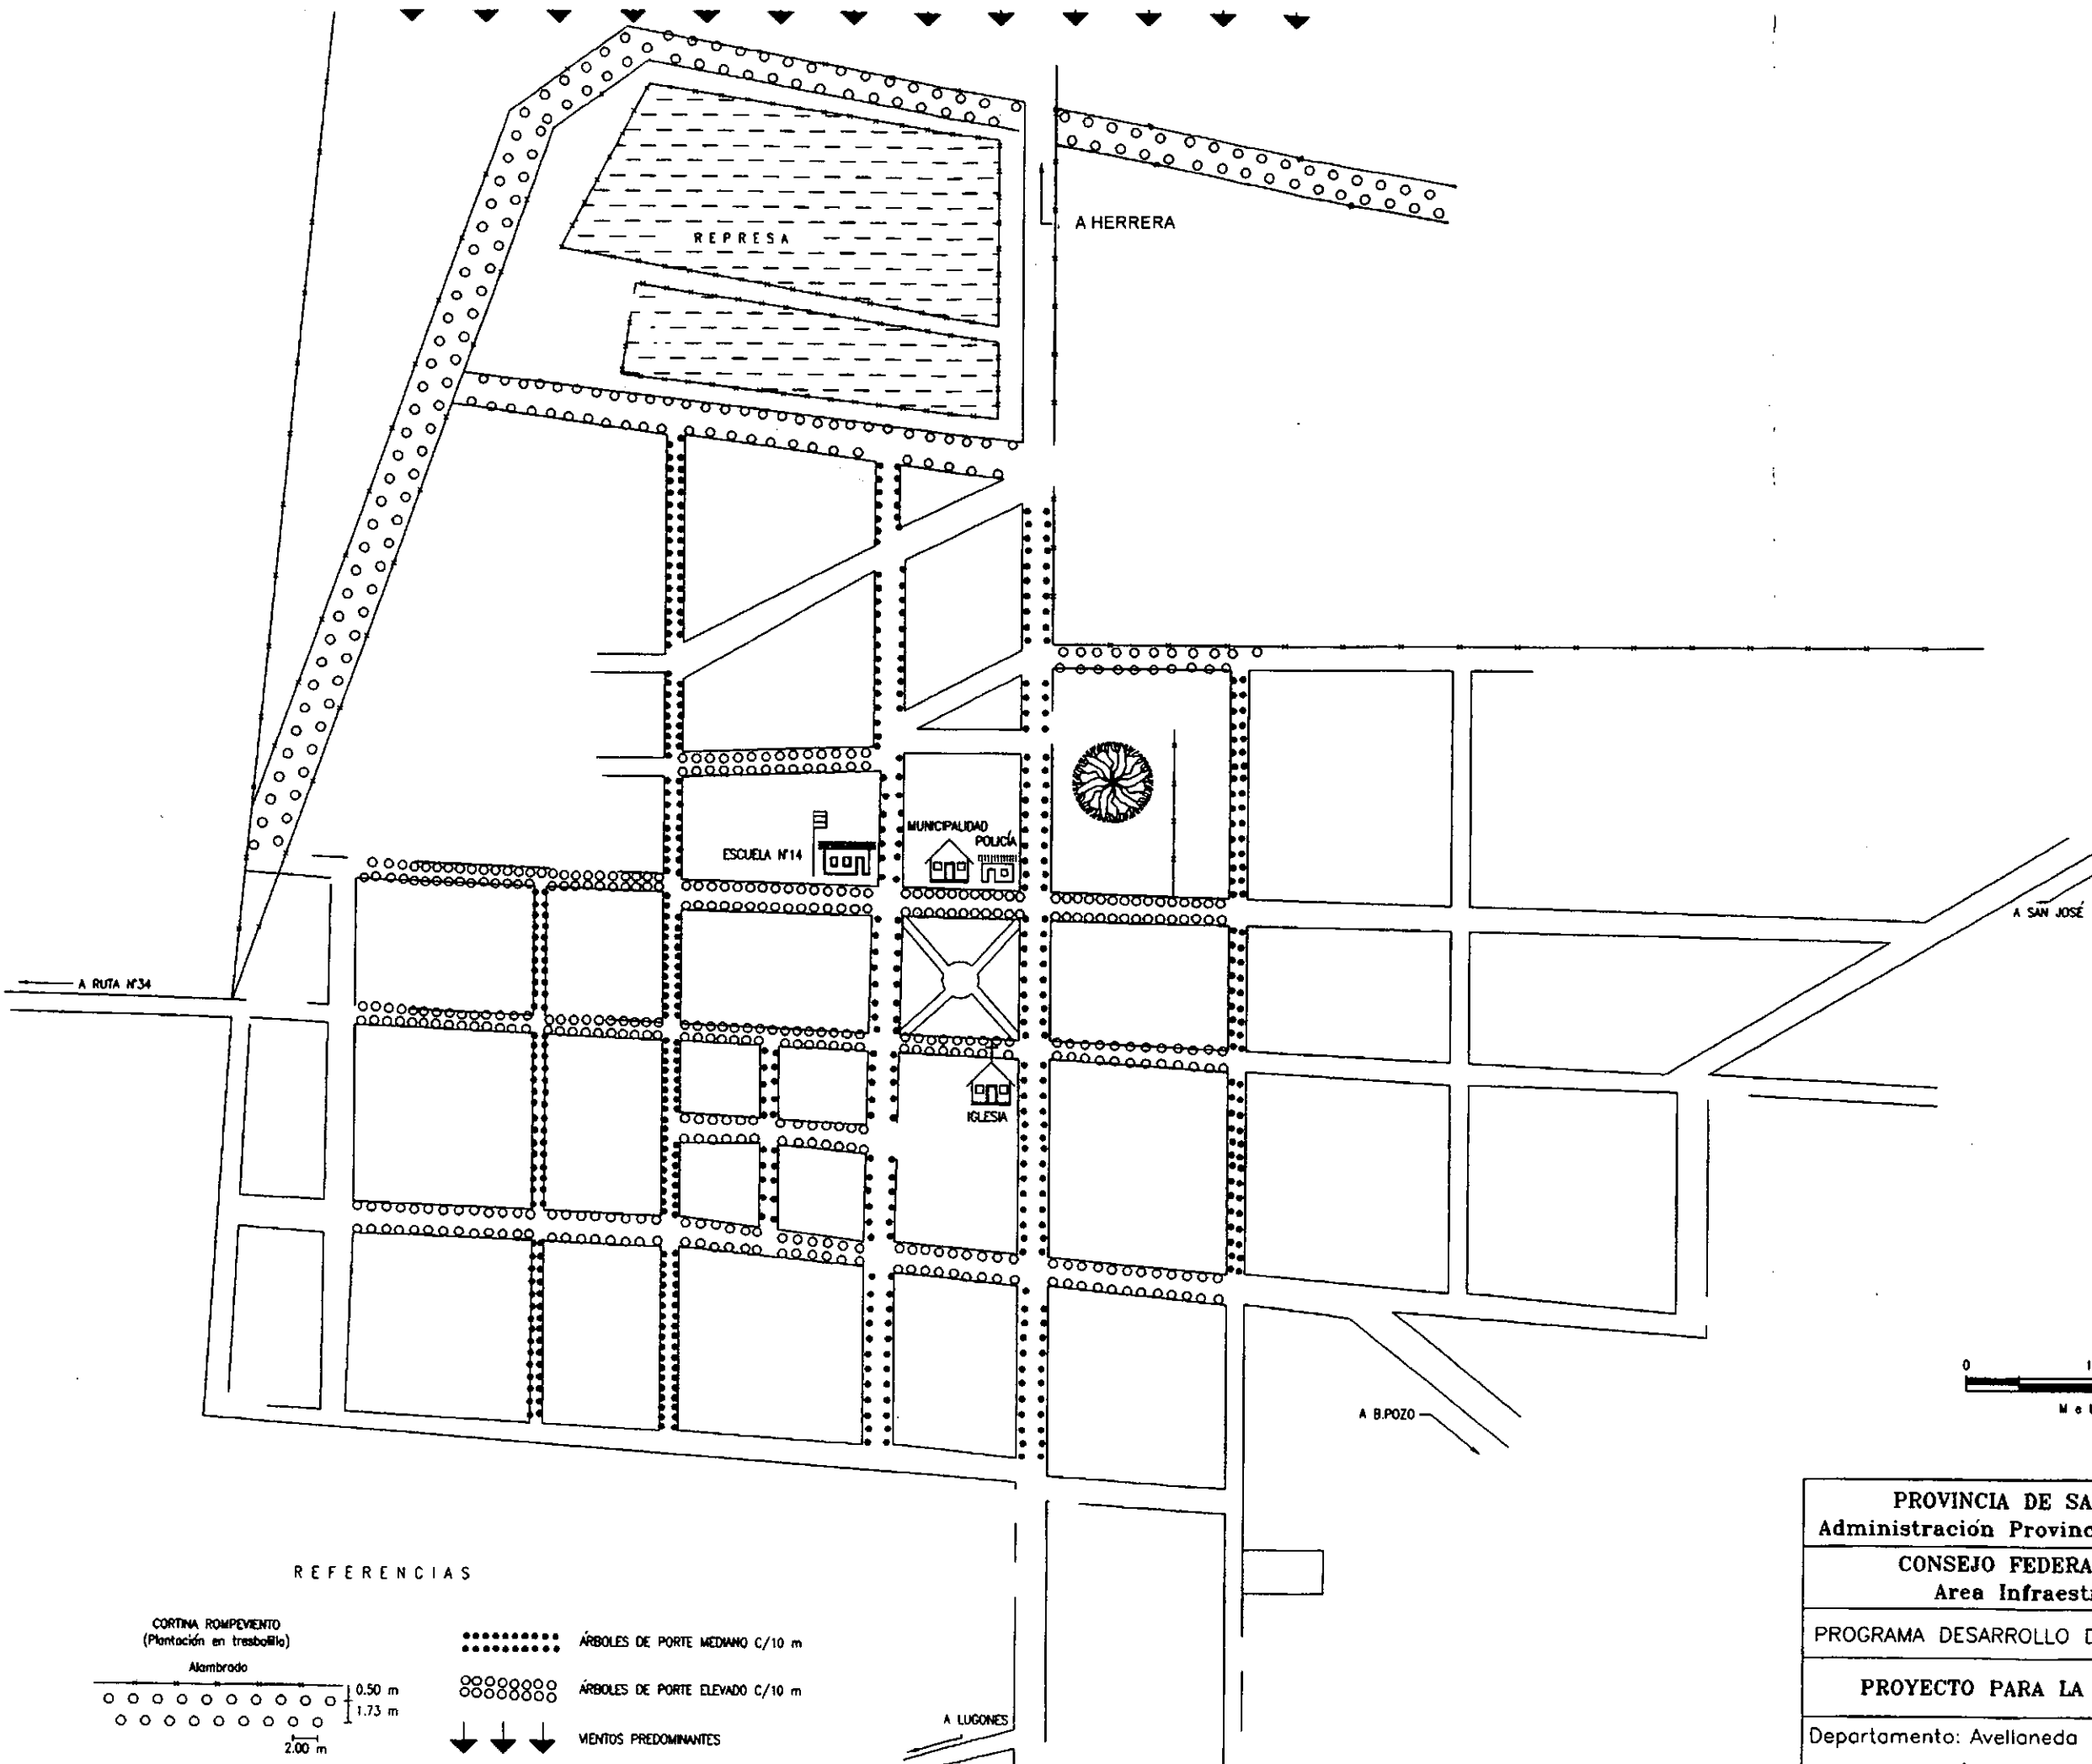 A HERRERA
REPRESA
MUNICIPALIDAD
POLICÍA
ESCUELA N°14
A SAN JOSÉ
A RUTA N°34
IGLESIA
A B.POZO
0
PROVINCIA DE SA
Administración Provinc
CONSEJO FEDERA
Area Infraest
PROGRAMA DESARROLLO D
PROYECTO PARA LA
Departamento: Avellaneda
REFERENCIAS
CORTINA ROMPEVIENTO
(Plantación en tresbolillo)
Alambrado
0.50 m
1.73 m
2.00 m
ÁRBOLES DE PORTE MEDIANO C/10 m
ÁRBOLES DE PORTE ELEVADO C/10 m
VIENTOS PREDOMINANTES
A LUGONES